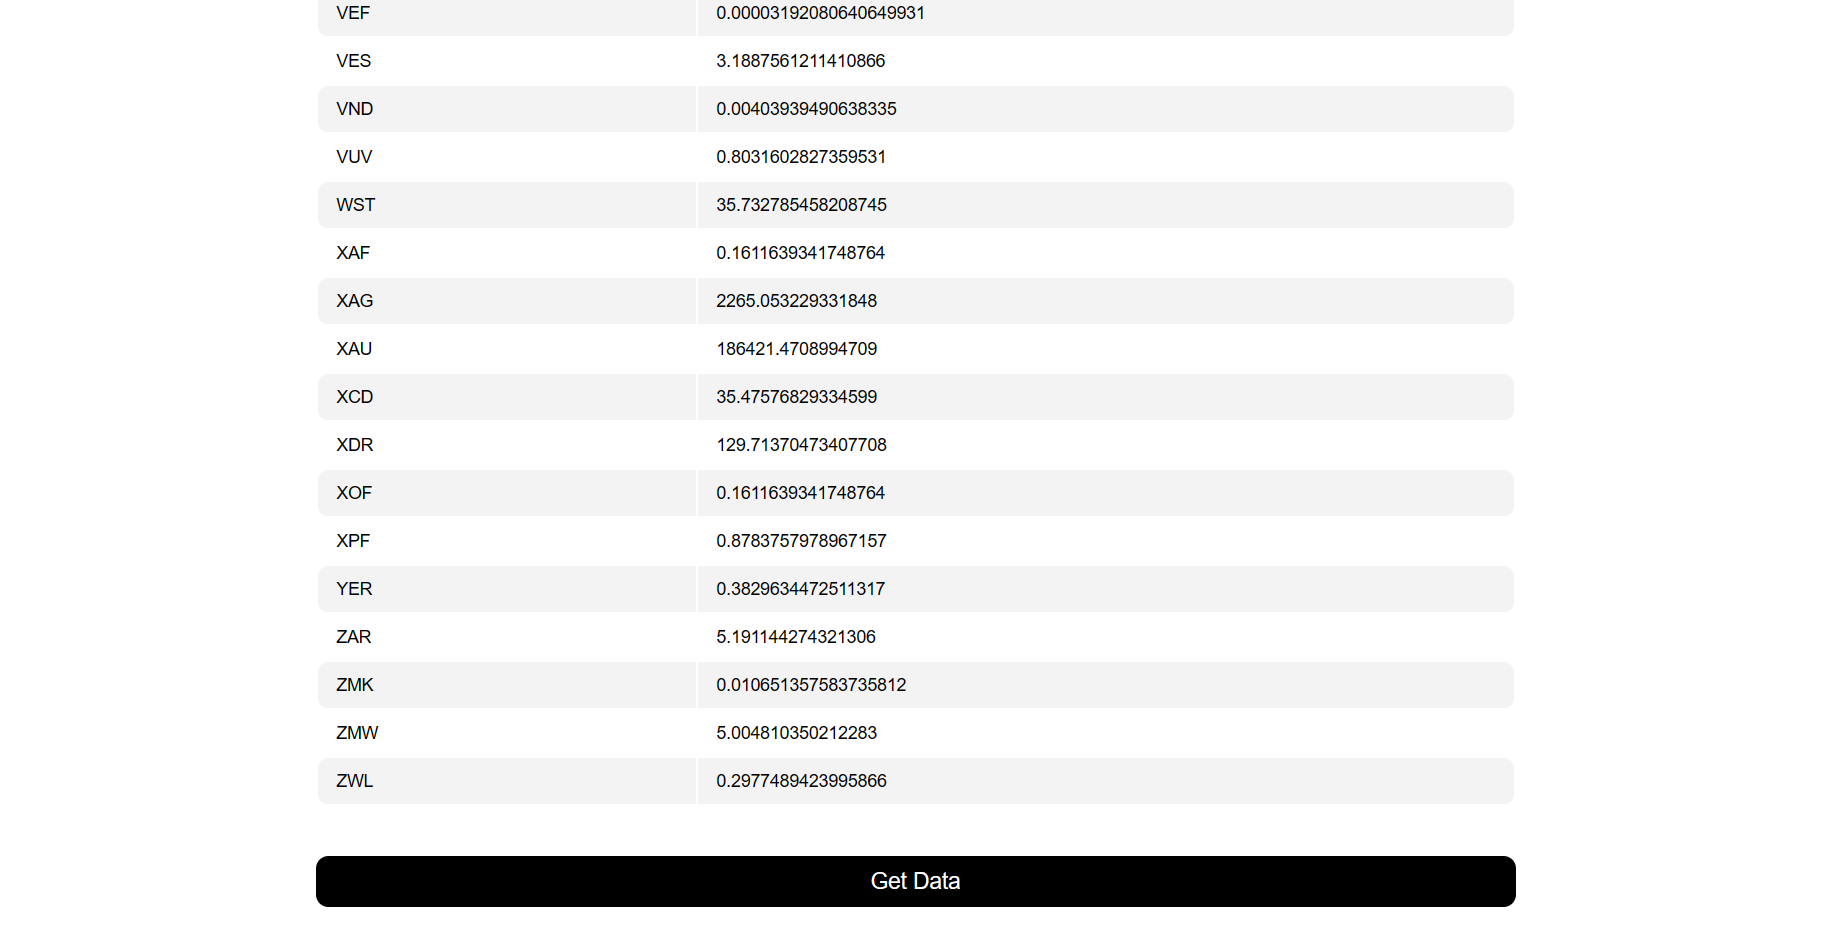 VEF 0.00003192080640649931
VES 3.1887561211410866
VND 0.00403939490638335
VUV 0.8031602827359531
WST 35.732785458208745
XAF 0.1611639341748764
XAG 2265.053229331848
XAU 186421.4708994709
XCD 35.47576829334599
XDR 129.71370473407708
XOF 0.1611639341748764
XPF 0.8783757978967157
YER 0.3829634472511317
ZAR 5.191144274321306
ZMK 0.010651357583735812
ZMW 5.004810350212283
ZWL 0.2977489423995866
Get Data